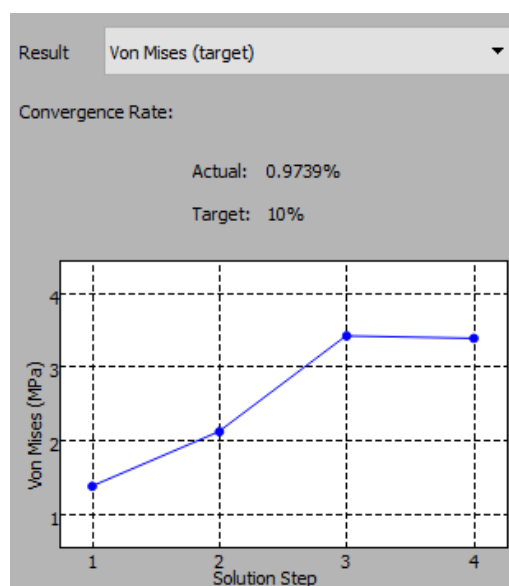 Result Von Mises (target)
Convergence Rate:
Actual: 0.9739%
Target: 10%
4
3
2
1
Von Mises (MPa)
1 2 3 4
Solution Step